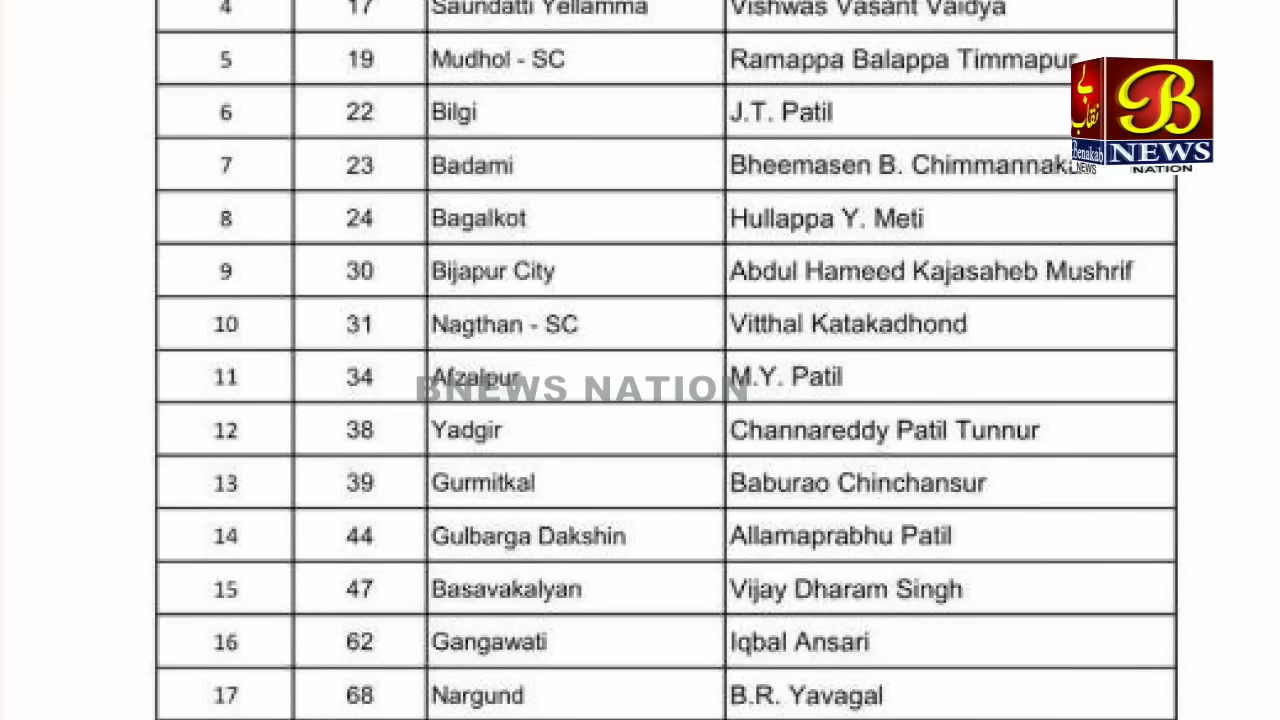 4 17 Saundatti Yellamma Vishwas Vasant Vaidya
5 19 Mudhol - SC Ramappa Balappa Timmapur
6 22 Bilgi J.T. Patil
7 23 Badami Bheemasen B.
8 24 Bagalkot Hullappa Y. Meti
9 30 Bijapur City Abdul Hameed Kajasaheb Mushrif
10 31 Nagthan - SC Vitthal Katakadhond
11 34 Afzalpur M.Y. Patil
12 38 Yadgir Channareddy Patil Tunnur
13 39 Gurmitkal Baburao Chinchansur
14 44 Gulbarga Dakshin Allamaprabhu Patil
15 47 Basavakalyan Vijay Dharam Singh
16 62 Gangawati Iqbal Ansari
17 68 Nargund B.R. Yavagal
بے نقاب
B
Benakab
NEWS
NEWS
NATION
BNEWS NATION